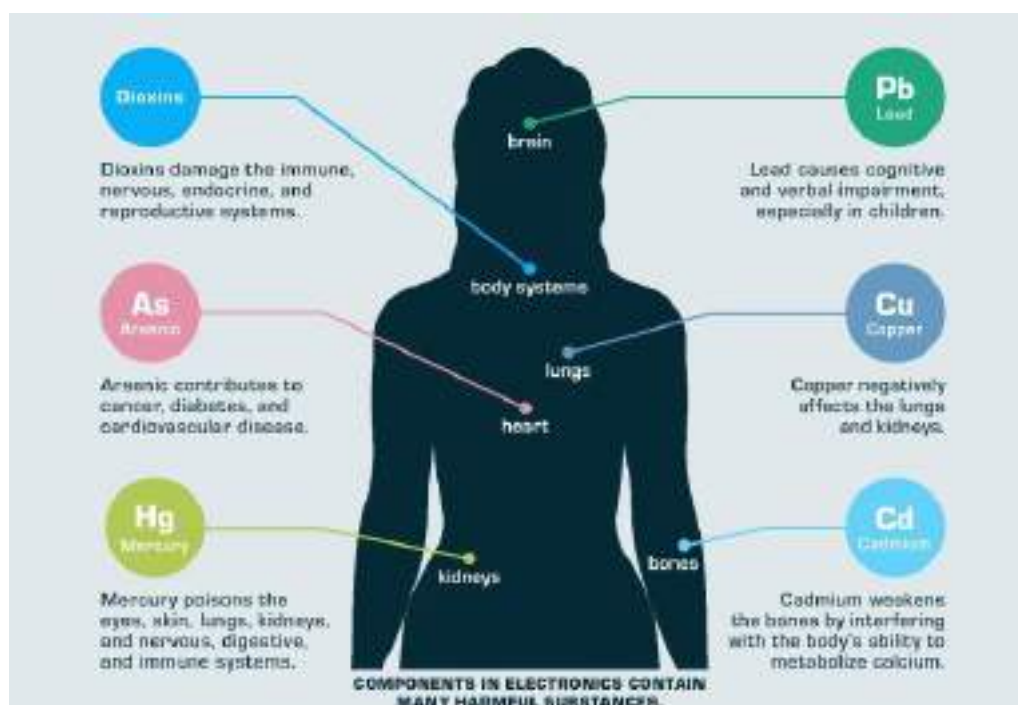 Dioxins
Dioxins damage the immune,
nervous, endocrine, and
reproductive systems.
As
Arsenic
Arsenic contributes to
cancer, diabetes, and
cardiovascular disease.
Hg
Mercury
Mercury poisons the
eyes, skin, lungs, kidneys,
and nervous, digestive,
and immune systems.
brain
body systems
lungs
heart
kidneys
bones
Pb
Lead
Lead causes cognitive
and verbal impairment,
especially in children.
Cu
Copper
Copper negatively
affects the lungs
and kidneys.
Cd
Cadmium
Cadmium weakens
the bones by interfering
with the body's ability to
metabolize calcium.
COMPONENTS IN ELECTRONICS CONTAIN
MANY HARMFUL SUBSTANCES.